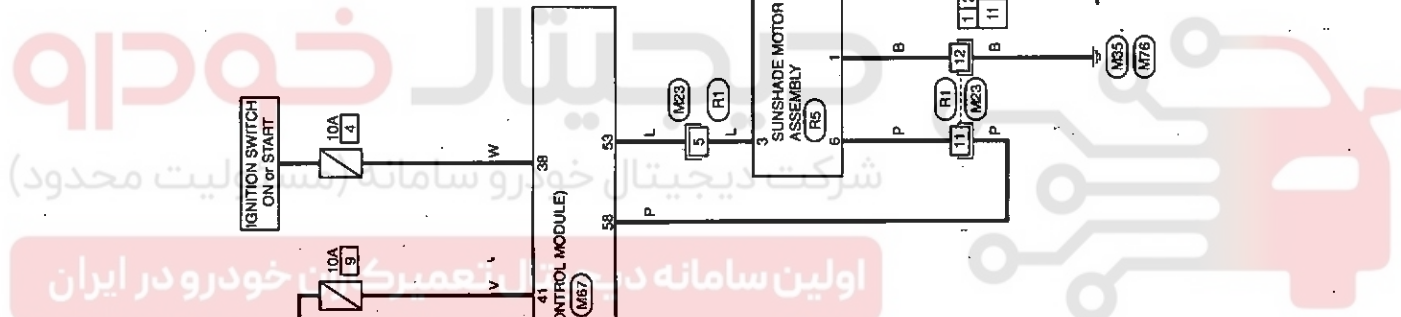 دیجیتال خودرو
شرکت دیجیتال خودرو سامانه (مسئولیت محدود)
اولین سامانه دیجیتال تعمیرکاران خودرو در ایران
IGNITION SWITCH
ON or START
10A
4
W
38
10A
9
V
41
CONTROL MODULE)
M67
53
L
5
L
M23
R1
58
P
3
SUNSHADE MOTOR
ASSEMBLY
R5
6
1
P
11
P
R1
M23
B
12
B
M35
M76
1
11